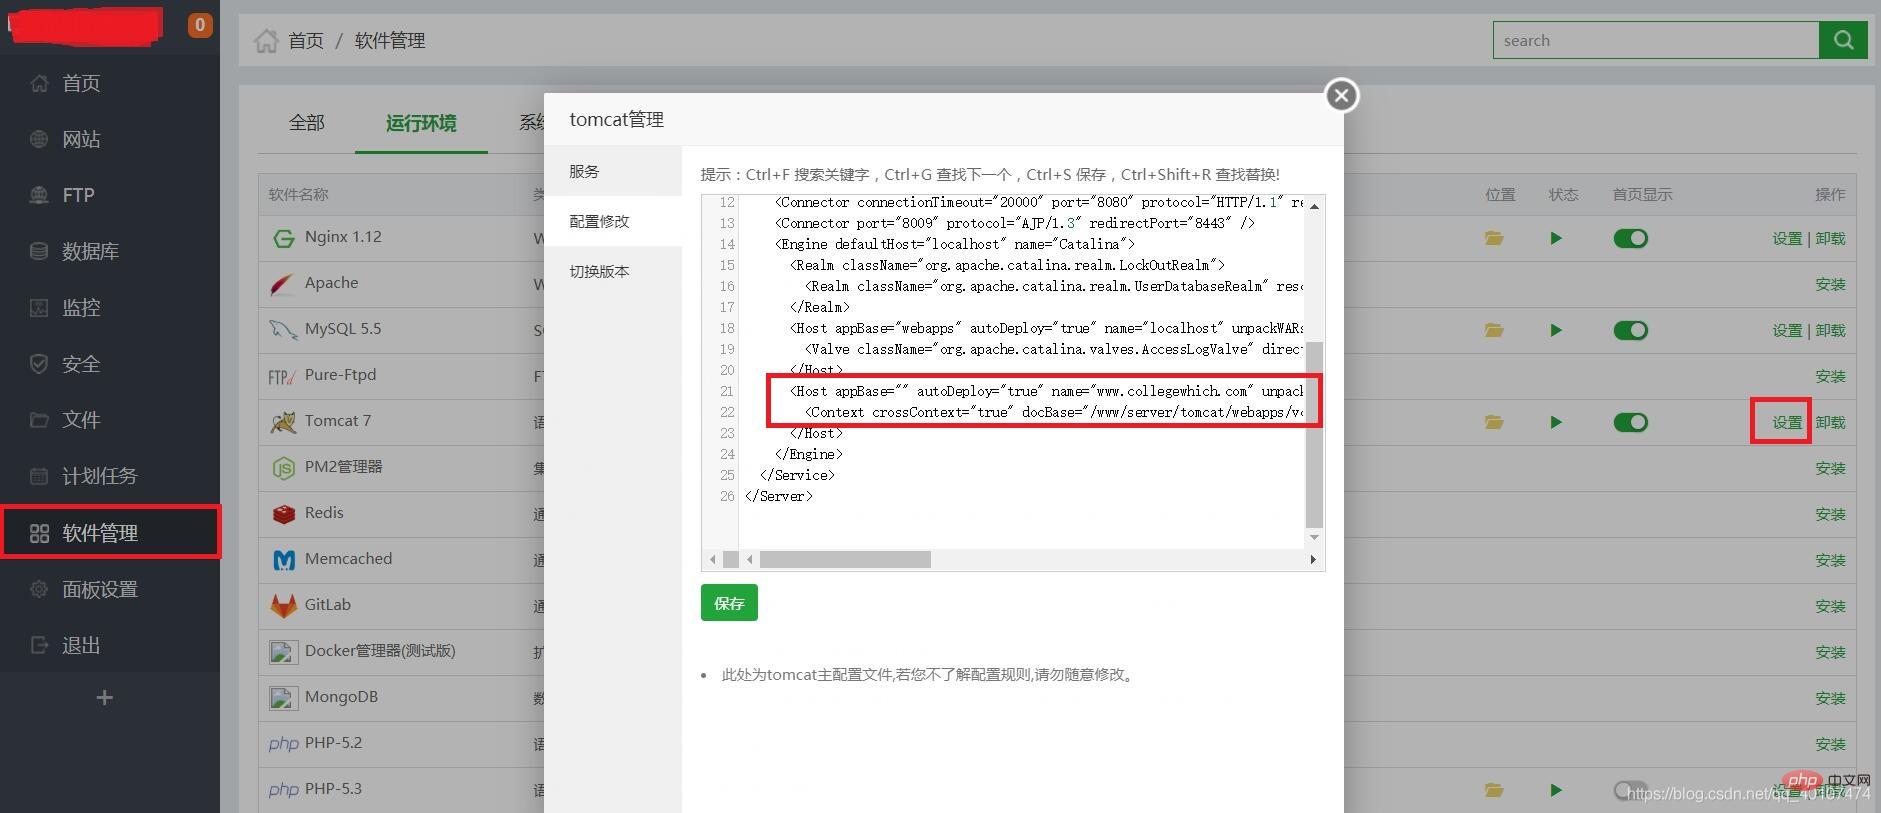 0
首页
网站
FTP
数据库
监控
安全
文件
计划任务
软件管理
面板设置
退出
+
首页 / 软件管理
search
全部
运行环境
系统
软件名称
位置
状态
首页显示
操作
Nginx 1.12
设置 | 卸载
Apache
安装
MySQL 5.5
设置 | 卸载
FTP/ Pure-Ftpd
安装
Tomcat 7
语
设置
卸载
PM2管理器
集
安装
Redis
通
安装
Memcached
通
安装
GitLab
通
安装
Docker管理器(测试版)
扩
安装
MongoDB
数
安装
php PHP-5.2
语
安装
php PHP-5.3
语
tomcat管理
服务
配置修改
切换版本
提示：Ctrl+F 搜索关键字，Ctrl+G 查找下一个，Ctrl+S 保存，Ctrl+Shift+R 查找替换!
12 <Connector connectionTimeout="20000" port="8080" protocol="HTTP/1.1" re
13 <Connector port="8009" protocol="AJP/1.3" redirectPort="8443" />
14 <Engine defaultHost="localhost" name="Catalina">
15 <Realm className="org.apache.catalina.realm.LockOutRealm">
16 <Realm className="org.apache.catalina.realm.UserDatabaseRealm" res
17 </Realm>
18 <Host appBase="webapps" autoDeploy="true" name="localhost" unpackWARs
19 <Valve className="org.apache.catalina.valves.AccessLogValve" direct
20 </Host>
21 <Host appBase="" autoDeploy="true" name="www.collegewhich.com" unpack
22 <Context crossContext="true" docBase="/www/server/tomcat/webapps/v
23 </Host>
24 </Engine>
25 </Service>
26 </Server>
保存
此处为tomcat主配置文件,若您不了解配置规则,请勿随意修改。
php 中文网
https://blog.csdn.net/qq_40197474